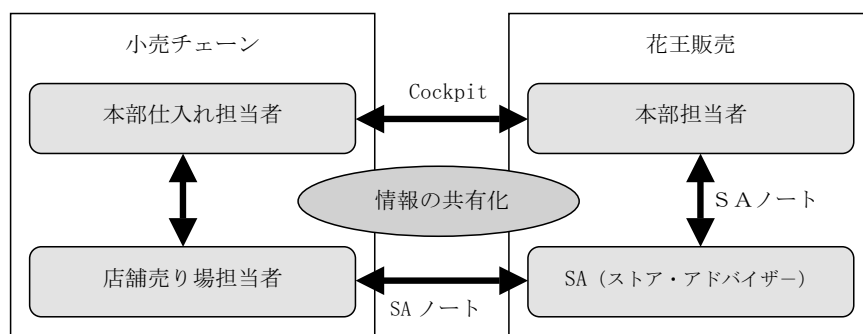 小売チェーン
花王販売
Cockpit
本部仕入れ担当者
本部担当者
情報の共有化
ＳＡノート
店舗売り場担当者
SA（ストア・アドバイザー）
SA ノート